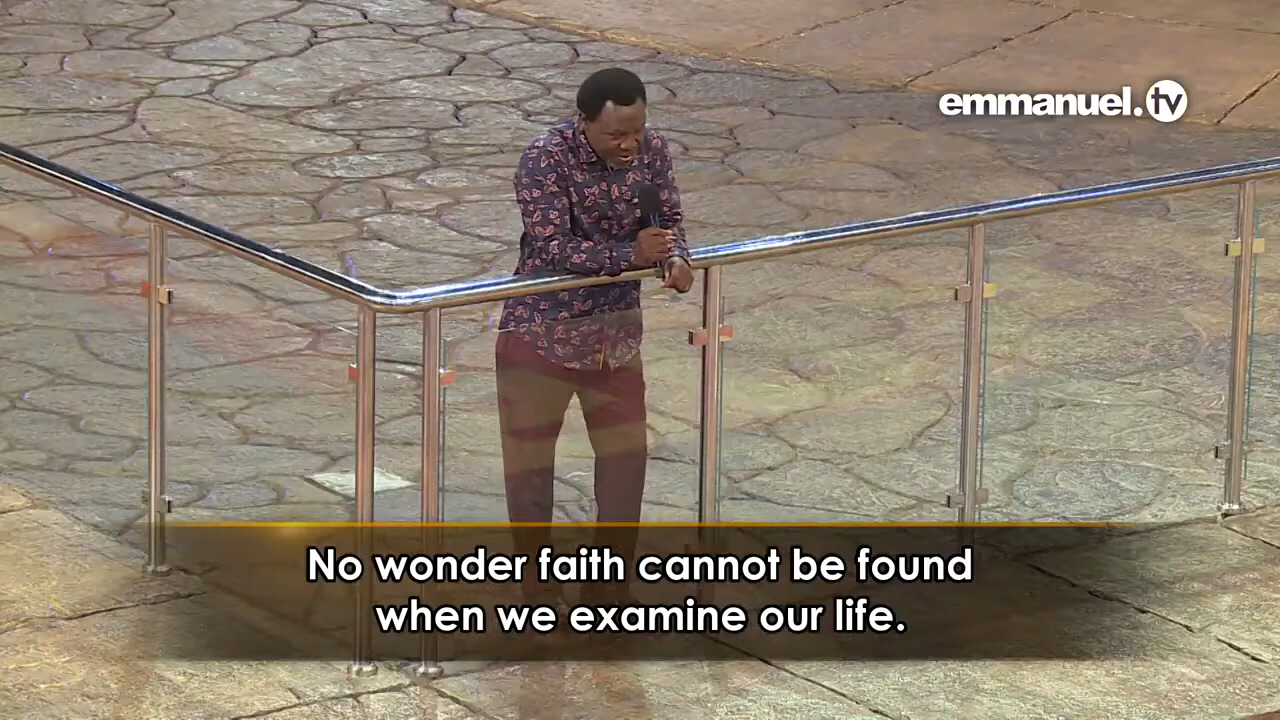 emmanuel.tv
No wonder faith cannot be found
when we examine our life.